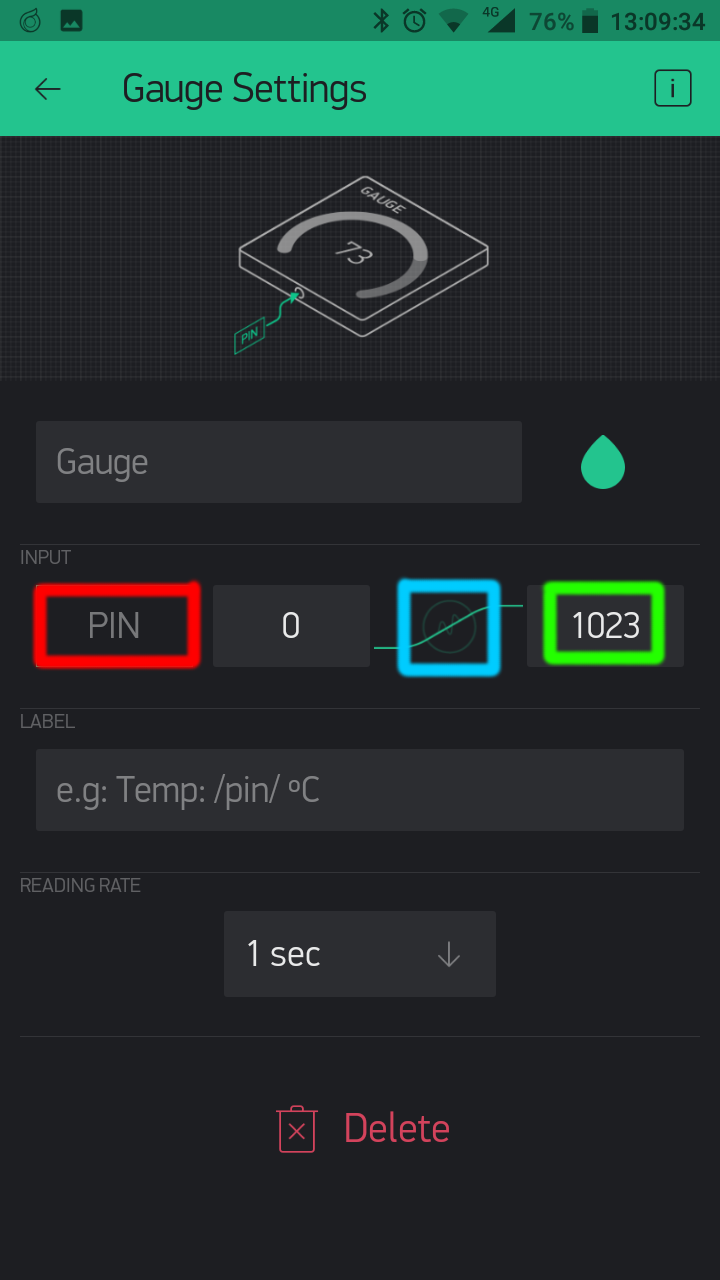 4G 76% 13:09:34
Gauge Settings
i
GAUGE
73
PIN
Gauge
INPUT
PIN 0 1023
LABEL
e.g: Temp: /pin/ ºC
READING RATE
1 sec
Delete